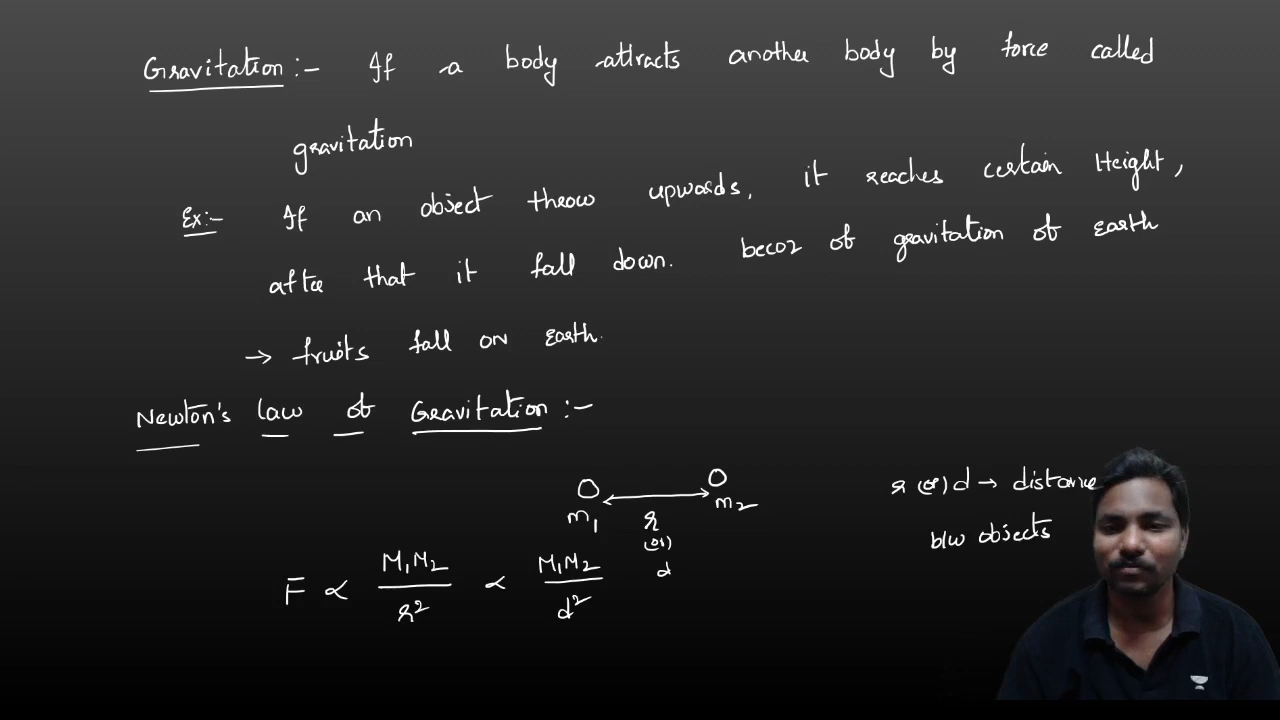 Gravitation :- If a body attracts another body by force called
gravitation
Ex:- If an object throw upwards, it reaches certain Height,
after that it fall down. becoz of gravitation of Earth
→ fruits fall on Earth.
Newton's law of Gravitation :-
m₁ r (or) d m₂
r (or) d → distance
b/w objects
F ∝ M₁M₂/r² ∝ M₁M₂/d²